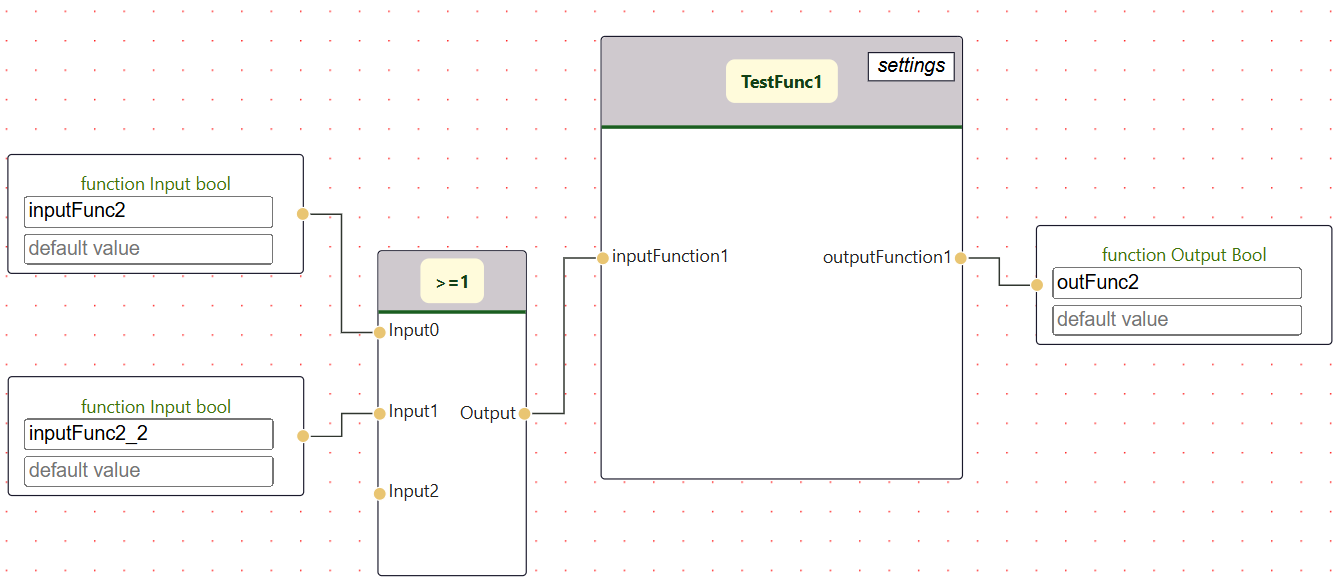 function Input bool
inputFunc2
default value
function Input bool
inputFunc2_2
default value
>=1
Input0
Input1
Output
Input2
TestFunc1
settings
inputFunction1
outputFunction1
function Output Bool
outFunc2
default value